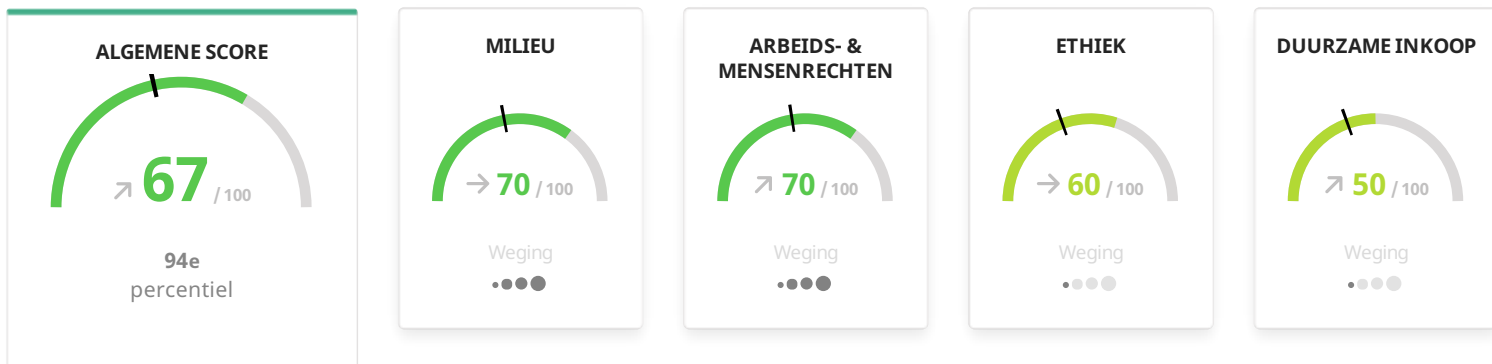 ALGEMENE SCORE
67 / 100
94e
percentiel
MILIEU
70 / 100
Weging
ARBEIDS- &
MENSENRECHTEN
70 / 100
Weging
ETHIEK
60 / 100
Weging
DUURZAME INKOOP
50 / 100
Weging